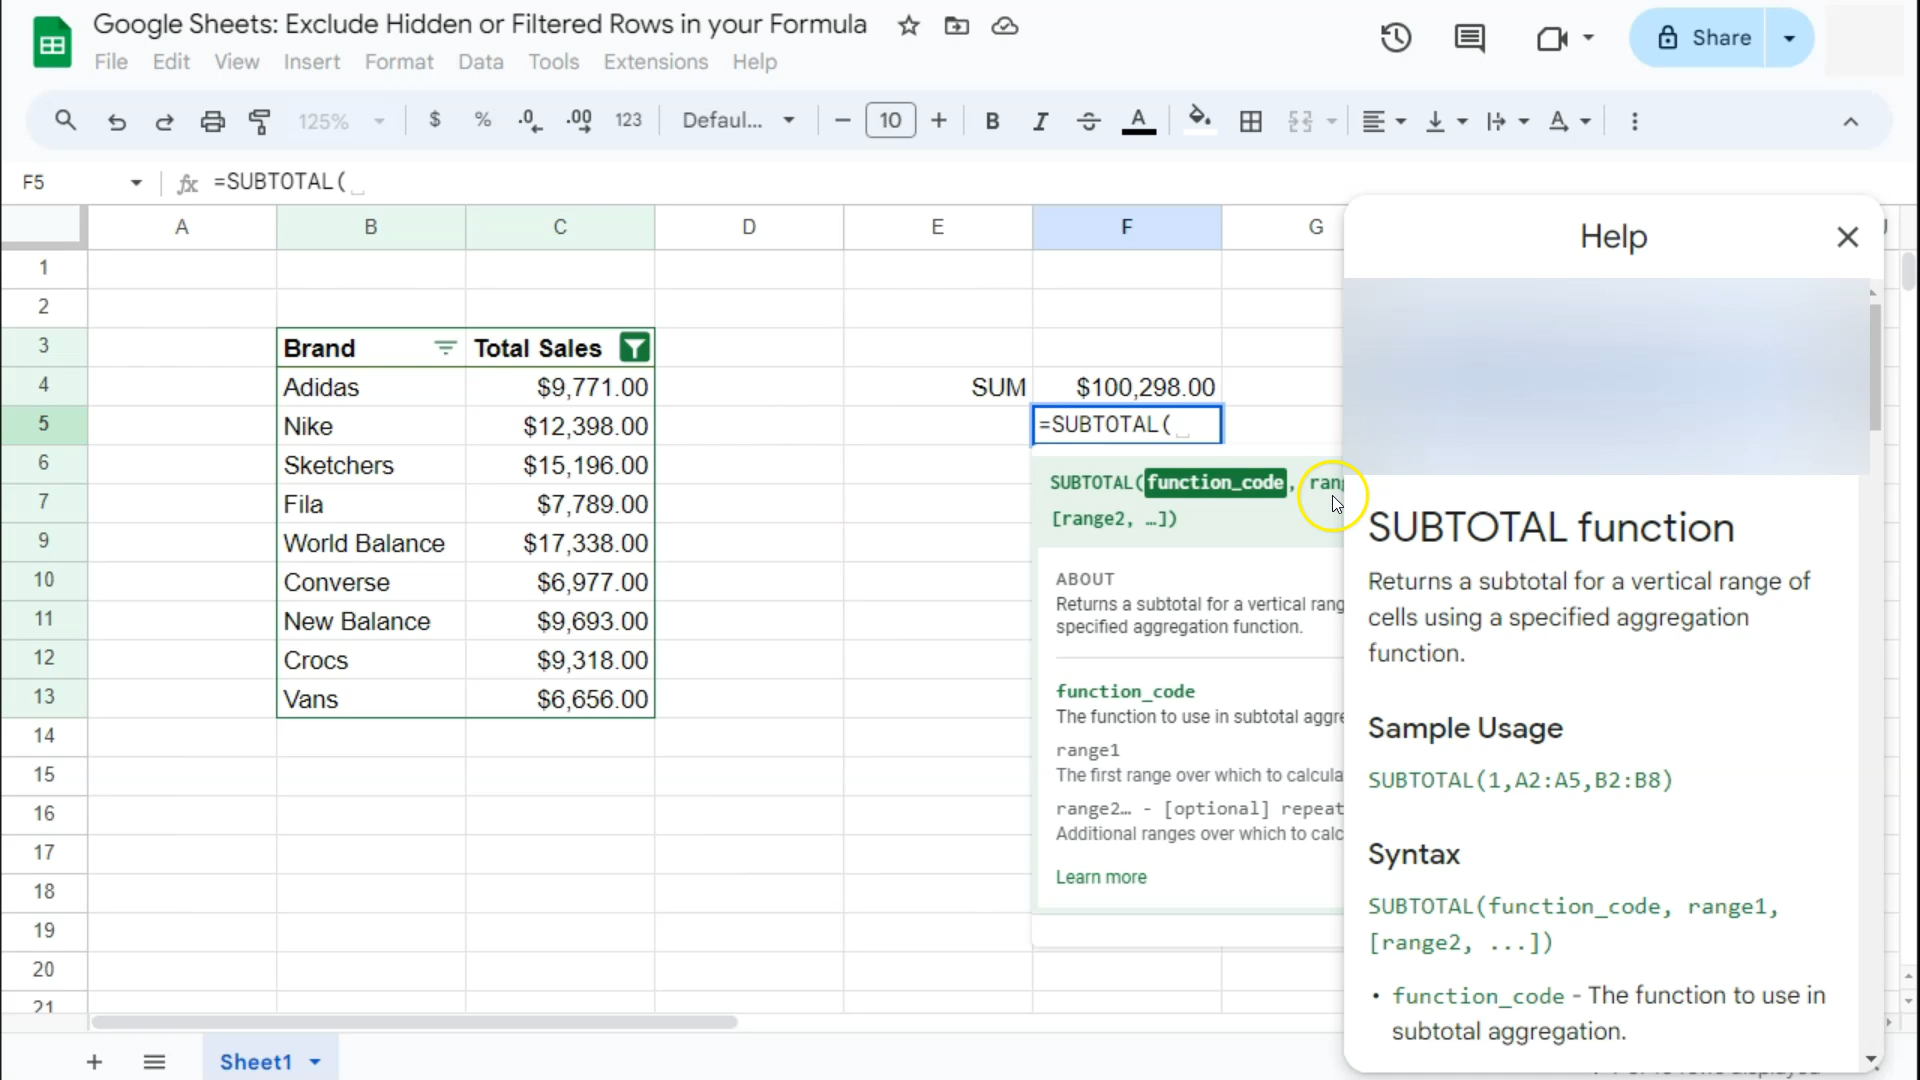 Google Sheets: Exclude Hidden or Filtered Rows in your Formula
File Edit View Insert Format Data Tools Extensions Help
Share
125% $ % .0 .00 123 Defaul... 10 B I A A
F5 fx =SUBTOTAL(
A B C D E F G
1
2
3 Brand Total Sales
4 Adidas $9,771.00 SUM $100,298.00
5 Nike $12,398.00 =SUBTOTAL(
6 Sketchers $15,196.00
7 Fila $7,789.00
9 World Balance $17,338.00
10 Converse $6,977.00
11 New Balance $9,693.00
12 Crocs $9,318.00
13 Vans $6,656.00
14
15
16
17
18
19
20
21
SUBTOTAL(function_code, rang
[range2, …])
ABOUT
Returns a subtotal for a vertical rang
specified aggregation function.
function_code
The function to use in subtotal aggre
range1
The first range over which to calcula
range2… - [optional] repeat
Additional ranges over which to calc
Learn more
Help
SUBTOTAL function
Returns a subtotal for a vertical range of
cells using a specified aggregation
function.
Sample Usage
SUBTOTAL(1,A2:A5,B2:B8)
Syntax
SUBTOTAL(function_code, range1,
[range2, ...])
• function_code - The function to use in
subtotal aggregation.
Sheet1